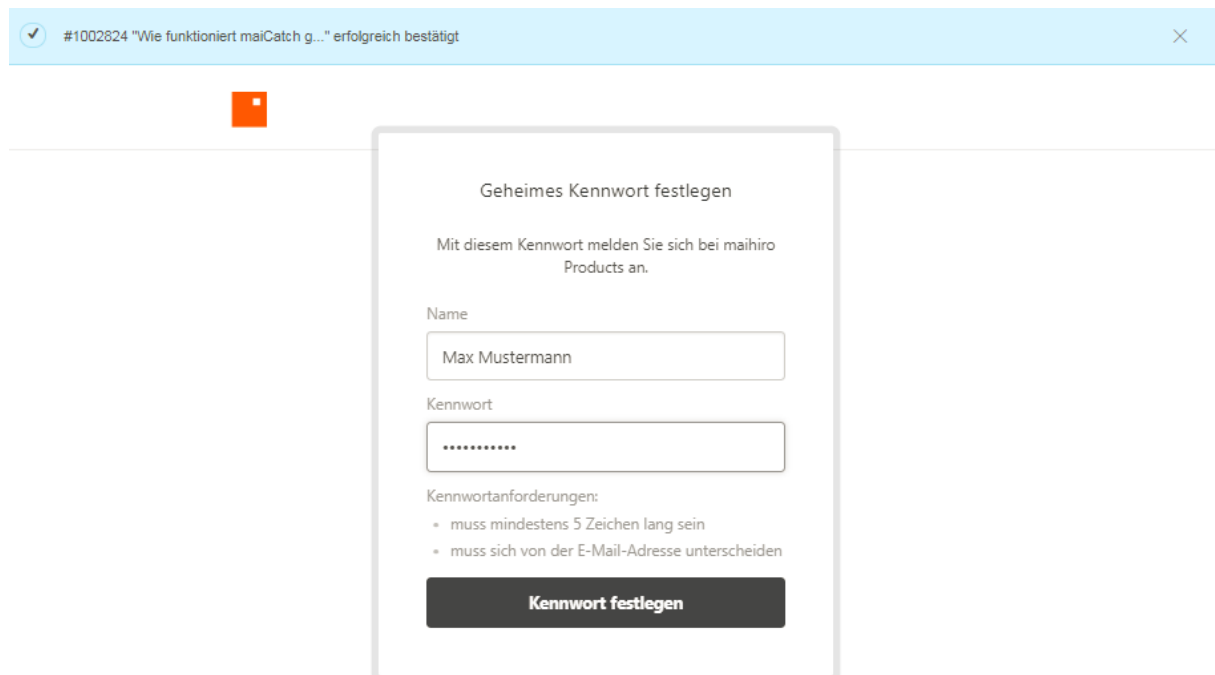 #1002824 "Wie funktioniert maiCatch g..." erfolgreich bestätigt
Geheimes Kennwort festlegen
Mit diesem Kennwort melden Sie sich bei maihiro
Products an.
Name
Max Mustermann
Kennwort
•••••••••••
Kennwortanforderungen:
• muss mindestens 5 Zeichen lang sein
• muss sich von der E-Mail-Adresse unterscheiden
Kennwort festlegen